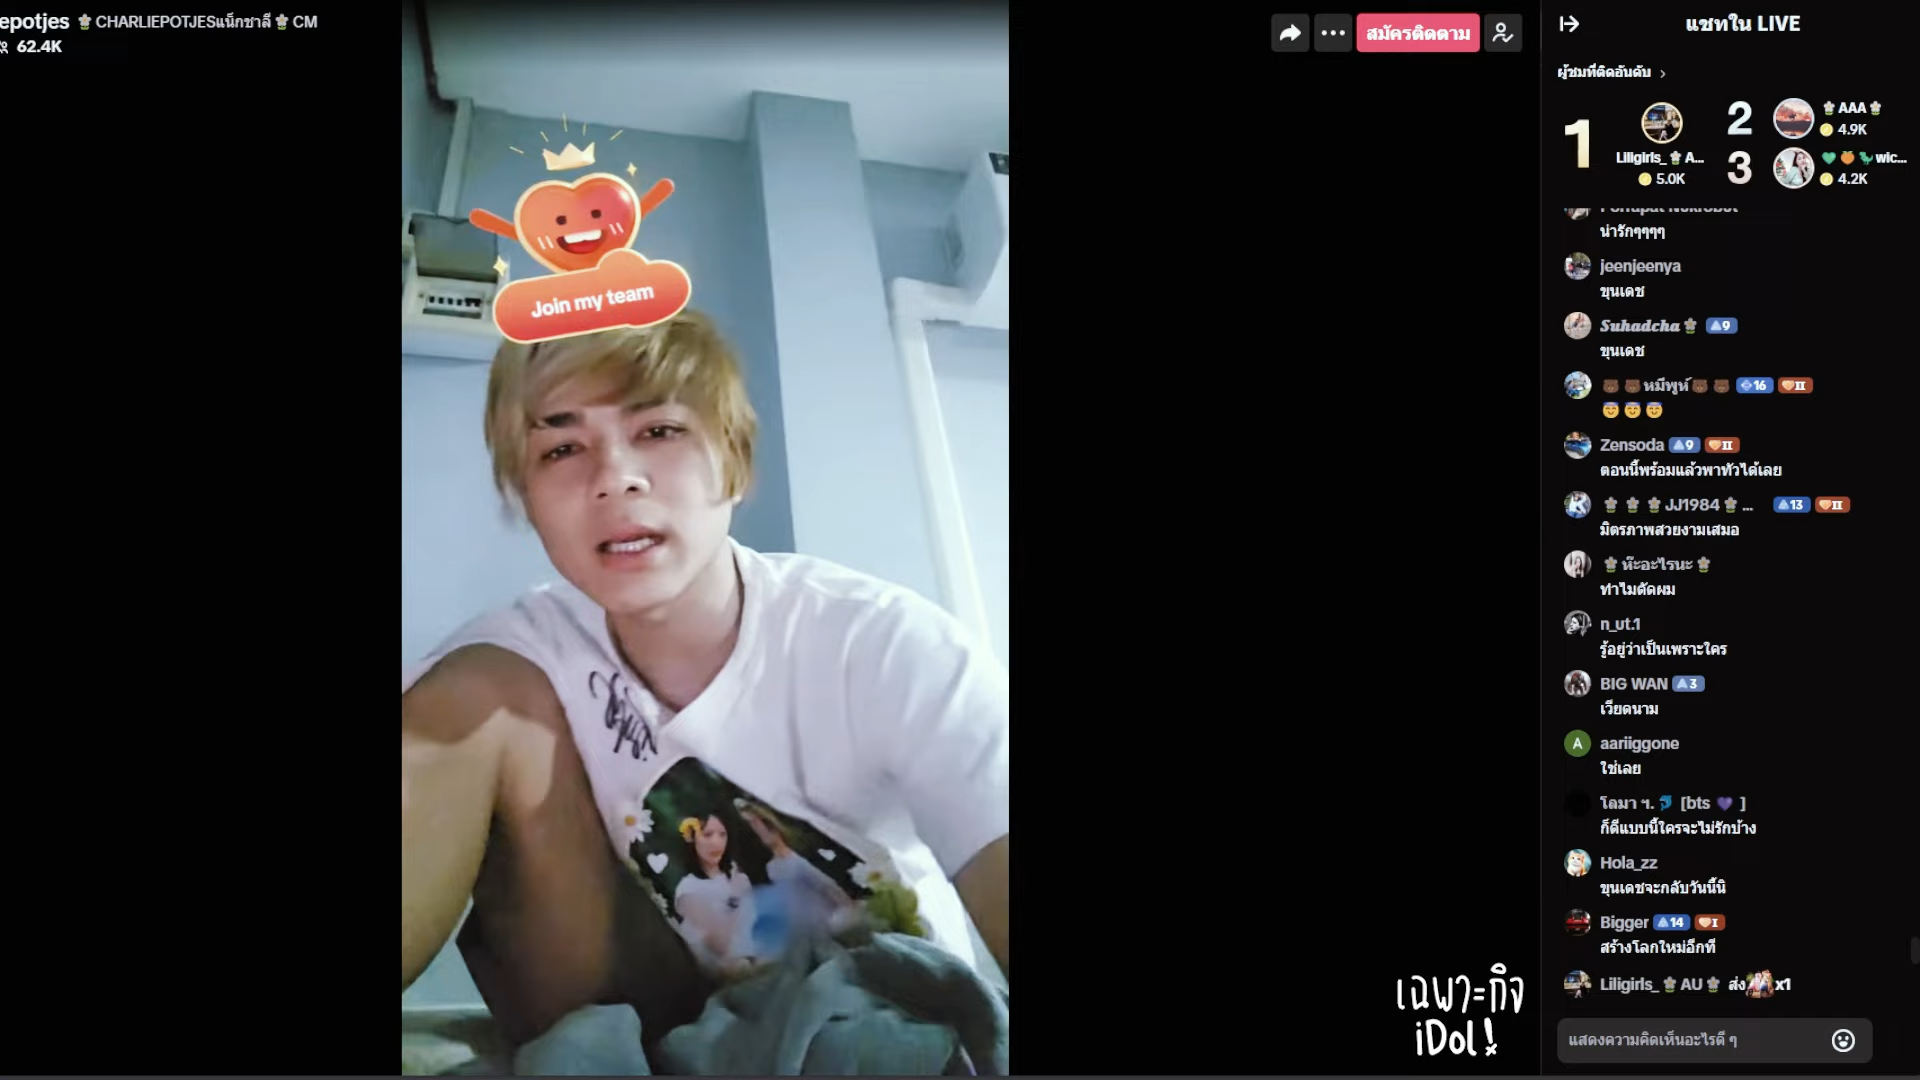 epotjes CHARLIEPOTJESแน็กชาลี CM
62.4K
สมัครติดตาม
Join my team
เฉพาะกิจ
iDol!
แชทใน LIVE
ผู้ชมที่ติดอันดับ
1
Liligirls_ A...
5.0K
2
AAA
4.9K
3
wic...
4.2K
น่ารักๆๆๆๆ
jeenjeenya
ขุนเดช
Suhadcha 9
ขุนเดช
หมีพูห์ 16 II
Zensoda 9 II
ตอนนี้พร้อมแล้วพาทัวได้เลย
JJ1984 ... 13 II
มิตรภาพสวยงามเสมอ
ห๊ะอะไรนะ
ทำไมตัดผม
n_ut.1
รู้อยู่ว่าเป็นเพราะใคร
BIG WAN 3
เวียดนาม
A aariiggone
ใช่เลย
โลมา ฯ. [bts ]
ก็ดีแบบนี้ใครจะไม่รักบ้าง
Hola_zz
ขุนเดชจะกลับวันนี้นิ
Bigger 14 I
สร้างโลกใหม่อีกที
Liligirls_ AU ส่ง x1
แสดงความคิดเห็นอะไรดี ๆ